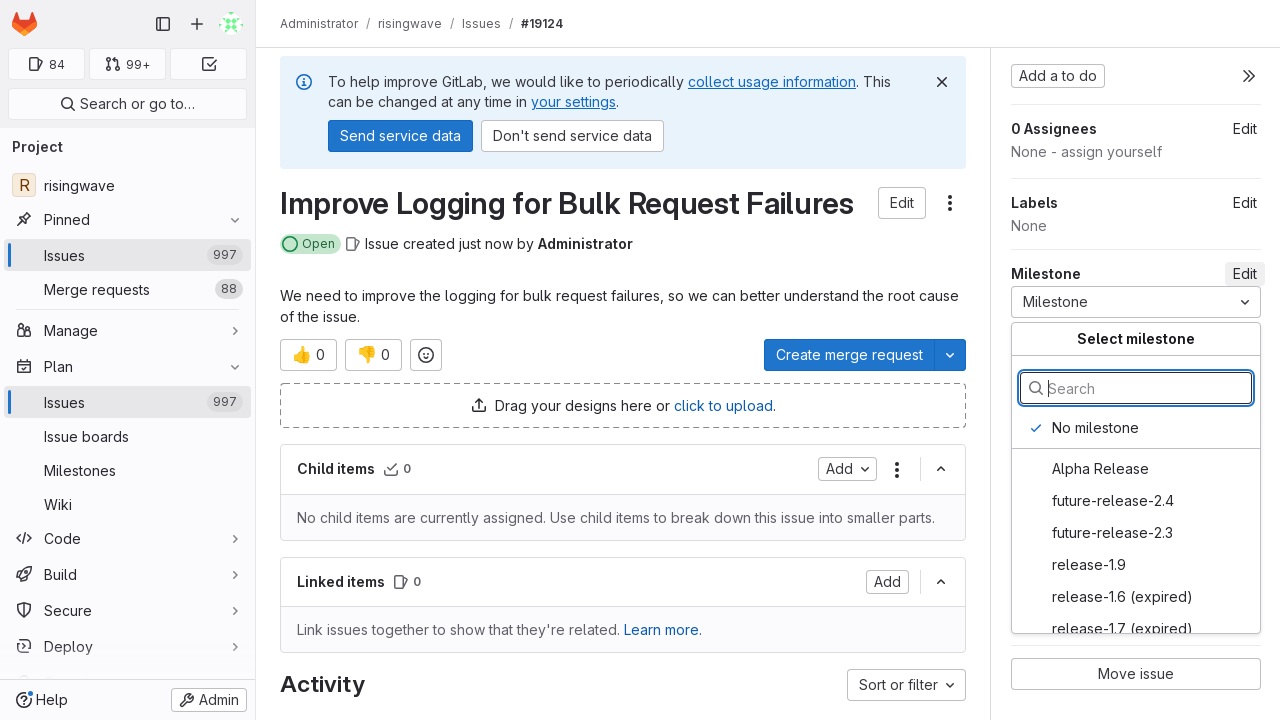 84
99+
Search or go to…
Project
R
risingwave
Pinned
Issues
997
Merge requests
88
Manage
Plan
Issues
997
Issue boards
Milestones
Wiki
Code
Build
Secure
Deploy
Help
Admin
Administrator / risingwave / Issues / #19124
To help improve GitLab, we would like to periodically collect usage information. This
can be changed at any time in your settings.
Send service data
Don't send service data
Improve Logging for Bulk Request Failures
Edit
Open
Issue created just now by Administrator
We need to improve the logging for bulk request failures, so we can better understand the root cause
of the issue.
👍 0
👎 0
Create merge request
Drag your designs here or click to upload.
Child items
0
Add
No child items are currently assigned. Use child items to break down this issue into smaller parts.
Linked items
0
Add
Link issues together to show that they're related. Learn more.
Activity
Sort or filter
Add a to do
0 Assignees
Edit
None - assign yourself
Labels
Edit
None
Milestone
Edit
Milestone
Select milestone
Search
No milestone
Alpha Release
future-release-2.4
future-release-2.3
release-1.9
release-1.6 (expired)
release-1.7 (expired)
Move issue